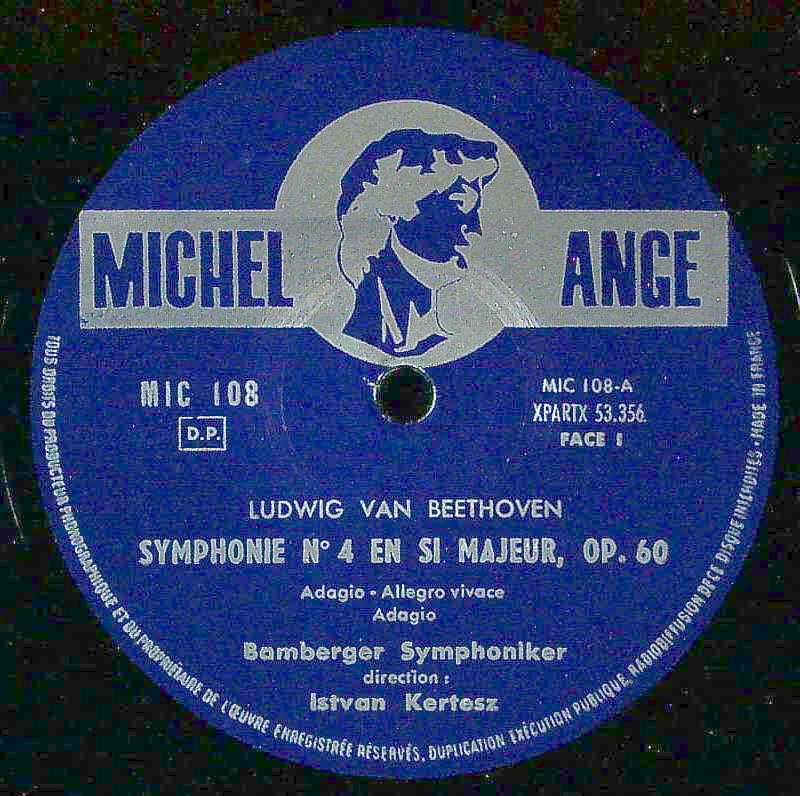 MICHEL ANGE
MIC 108
D.P.
MIC 108-A
XPARTX 53.356
FACE 1
LUDWIG VAN BEETHOVEN
SYMPHONIE N° 4 EN SI MAJEUR, OP. 60
Adagio - Allegro vivace
Adagio
Bamberger Symphoniker
direction :
Istvan Kertesz
TOUS DROITS DU PRODUCTEUR PHONOGRAPHIQUE ET DU PROPRIÉTAIRE DE L'ŒUVRE ENREGISTRÉE RÉSERVÉS, DUPLICATION EXÉCUTION PUBLIQUE, RADIODIFFUSION DE CE DISQUE INTERDITES - MADE IN FRANCE